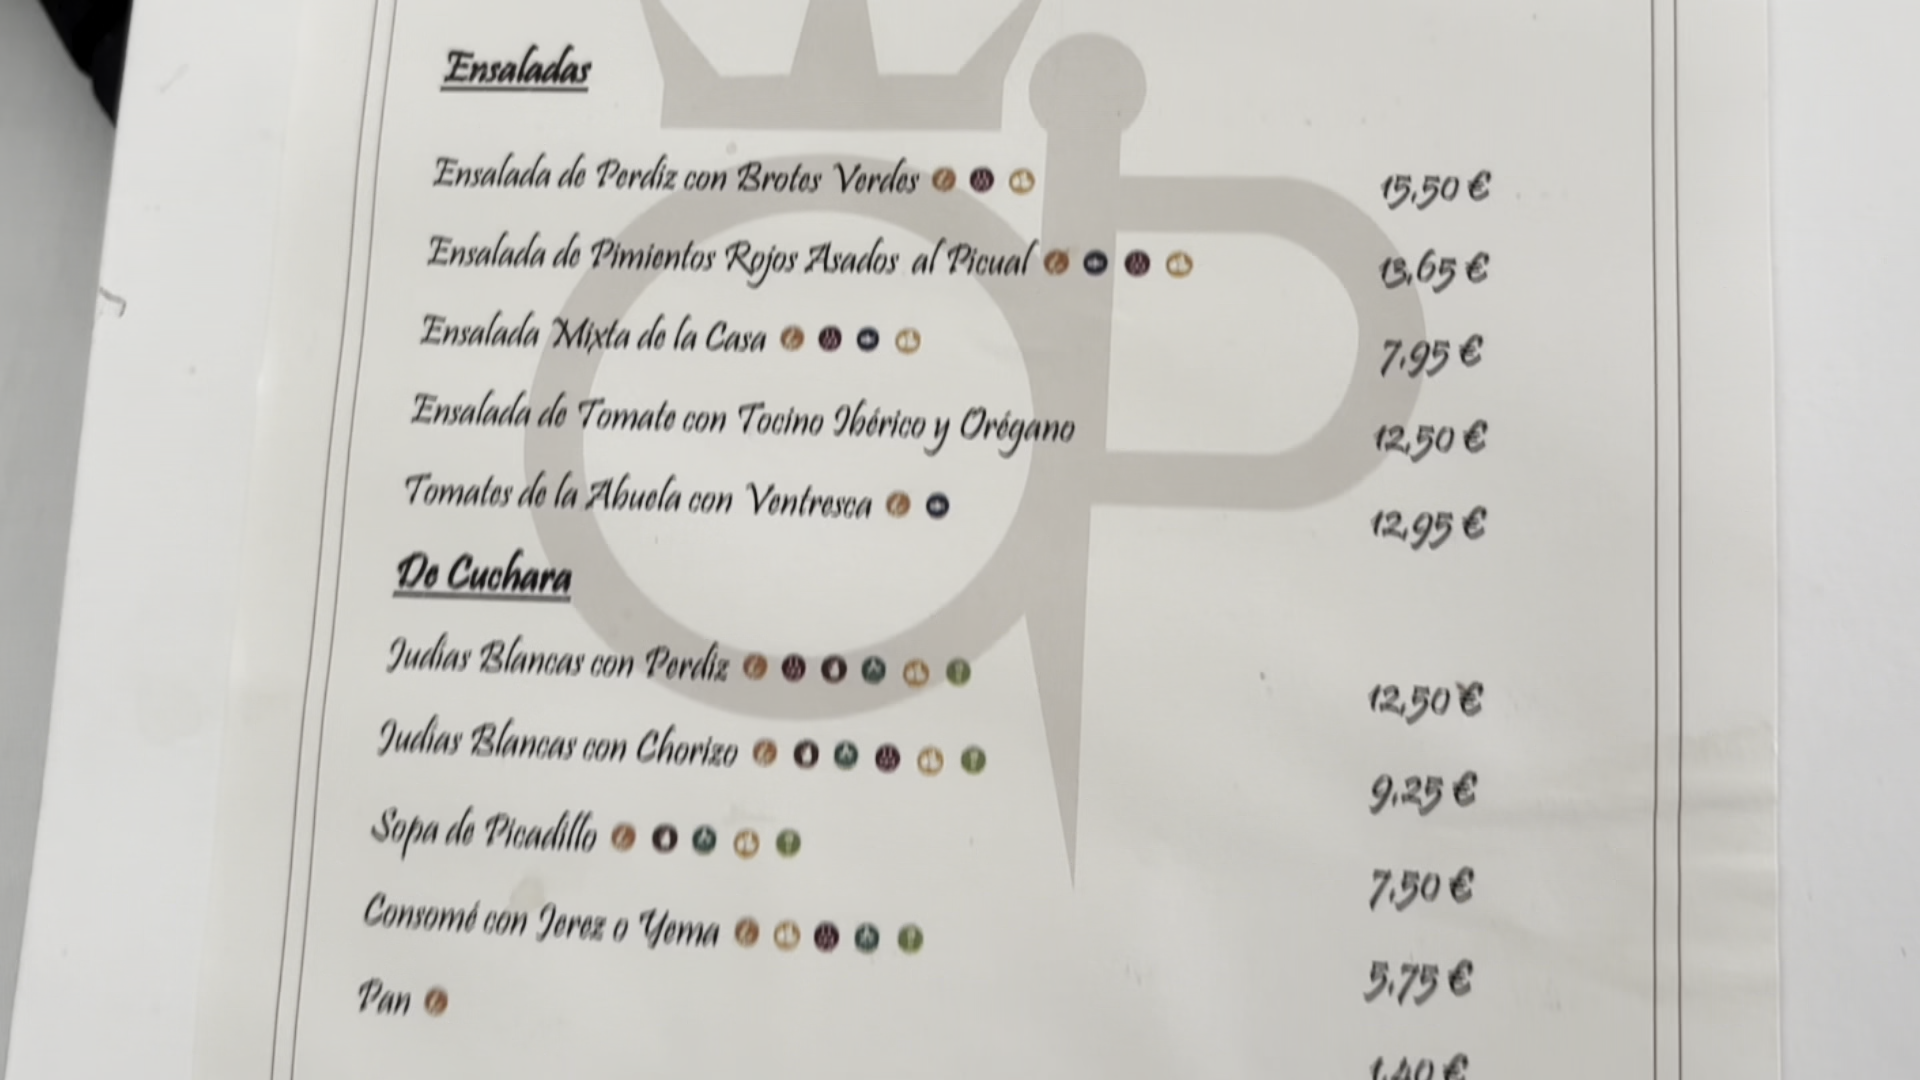 Ensaladas
Ensalada de Perdiz con Brotes Verdes 15,50 €
Ensalada de Pimientos Rojos Asados al Picual 13,65 €
Ensalada Mixta de la Casa 7,95 €
Ensalada de Tomate con Tocino Ibérico y Orégano 12,50 €
Tomates de la Abuela con Ventresca 12,95 €
De Cuchara
Judias Blancas con Perdiz 12,50 €
Judias Blancas con Chorizo 9,25 €
Sopa de Picadillo 7,50 €
Consomé con Jerez o Yema 5,75 €
Pan 1,40 €